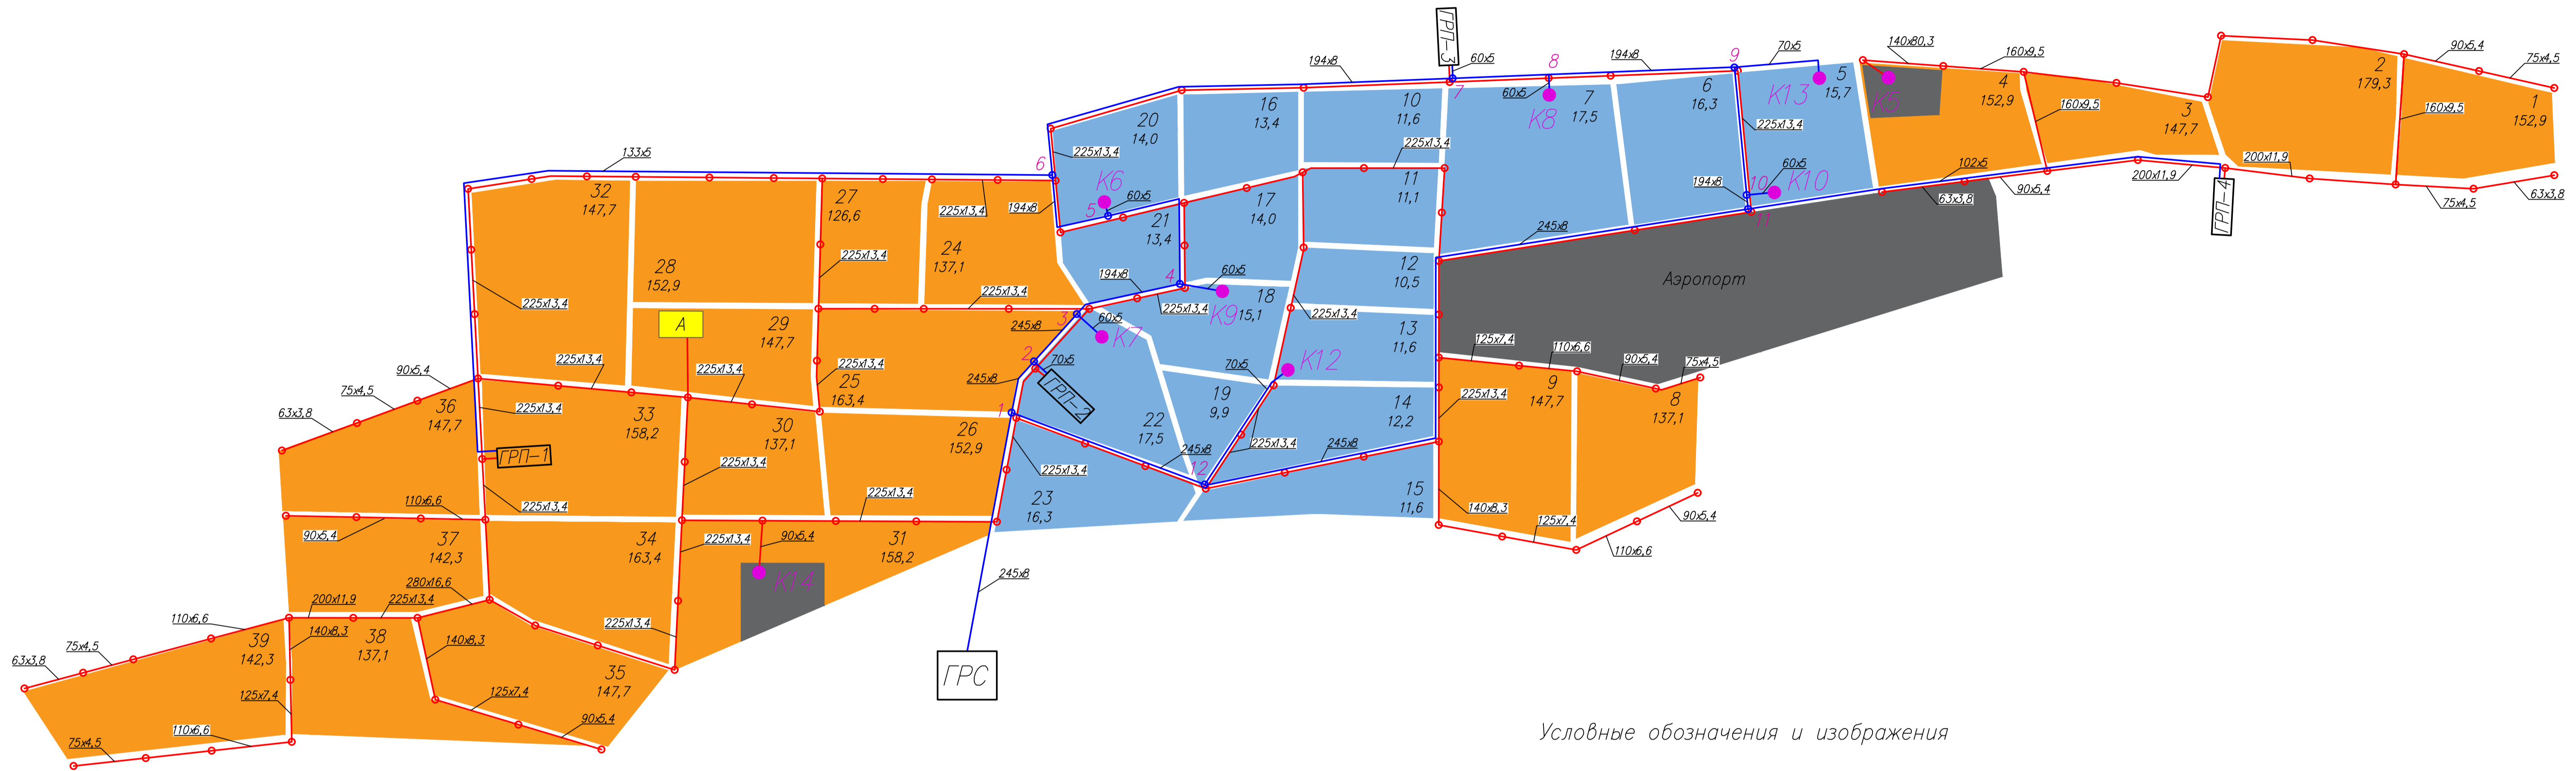 ГРП-3
60x5
194x8
8
194x8
9
70x5
140x80,3
160x9,5
90x5,4
75x4,5
2
179,3
1
152,9
160x9,5
3
147,7
160x9,5
4
152,9
К5
5
15,7
К13
6
16,3
7
17,5
60x5
К8
7
10
11,6
16
13,4
20
14,0
225x13,4
225x13,4
225x13,4
133x5
6
32
147,7
27
126,6
225x13,4
194x8
К6
5
60x5
21
13,4
17
14,0
11
11,1
194x8
10
60x5
К10
11
102x5
90x5,4
63x3,8
200x11,9
200x11,9
ГРП-4
75x4,5
63x3,8
245x8
Аэропорт
24
137,1
225x13,4
28
152,9
225x13,4
225x13,4
194x8
4
60x5
К9
18
15,1
225x13,4
12
10,5
225x13,4
13
11,6
А
29
147,7
245x8
3
60x5
К7
2
70x5
ГРП-2
225x13,4
225x13,4
225x13,4
25
163,4
245x8
70x5
К12
125x7,4
110x6,6
90x5,4
75x4,5
9
147,7
8
137,1
225x13,4
90x5,4
75x4,5
63x3,8
36
147,7
225x13,4
33
158,2
30
137,1
26
152,9
1
22
17,5
19
9,9
14
12,2
245x8
225x13,4
245x8
12
ГРП-1
225x13,4
225x13,4
225x13,4
110x6,6
90x5,4
225x13,4
23
16,3
15
11,6
140x8,3
125x7,4
90x5,4
110x6,6
37
142,3
34
163,4
225x13,4
90x5,4
31
158,2
К14
245x8
280x16,6
200x11,9
225x13,4
110x6,6
75x4,5
63x3,8
39
142,3
140x8,3
38
137,1
140x8,3
225x13,4
35
147,7
ГРС
125x7,4
125x7,4
90x5,4
110x6,6
75x4,5
Условные обозначения и изображения